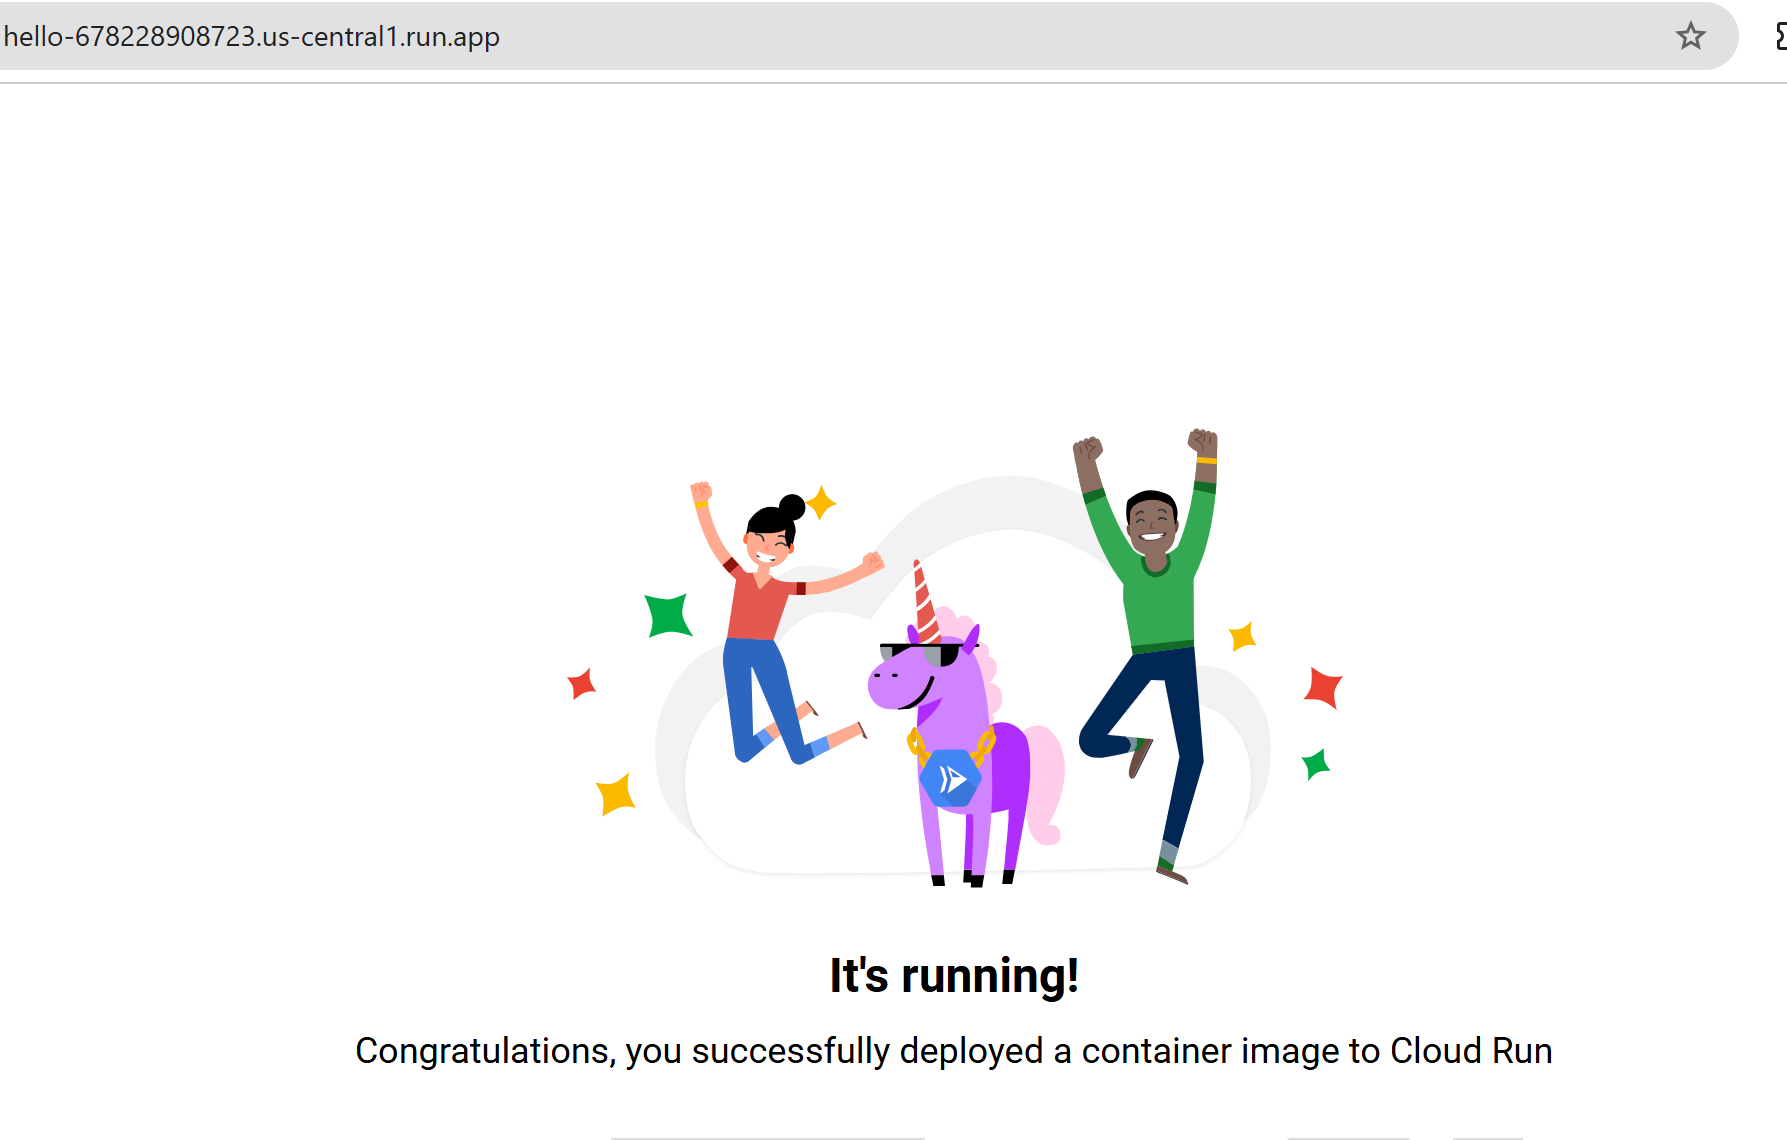 hello-678228908723.us-central1.run.app
It's running!
Congratulations, you successfully deployed a container image to Cloud Run